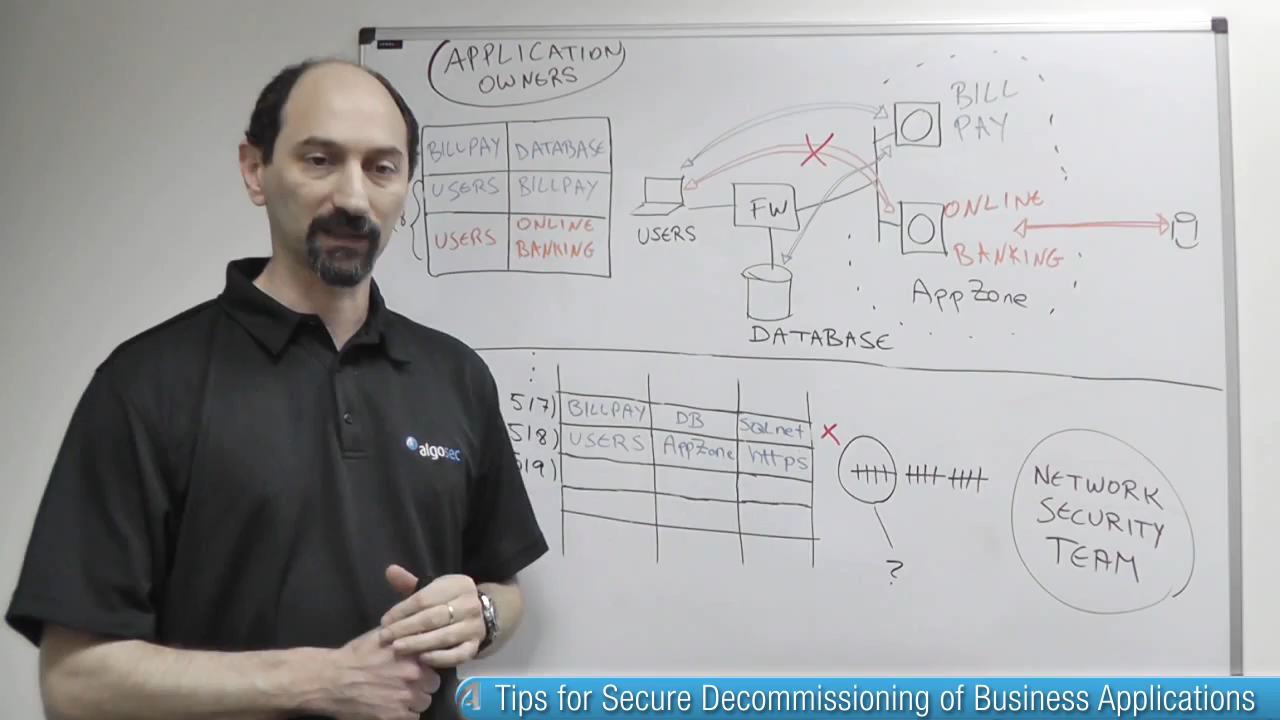 APPLICATION
OWNERS
BILLPAY DATABASE
USERS BILLPAY
USERS ONLINE
BANKING
BILL
PAY
FW
USERS
ONLINE
BANKING
AppZone
DATABASE
517) BILLPAY DB SQLnet
518) USERS AppZone https
519)
?
NETWORK
SECURITY
TEAM
algosec
Tips for Secure Decommissioning of Business Applications